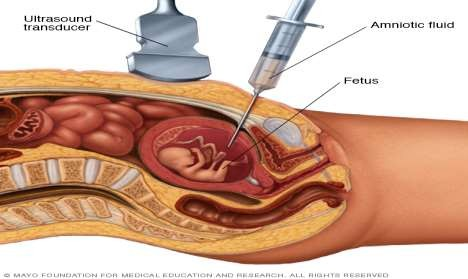 Ultrasound
transducer
Amniotic fluid
Fetus
© MAYO FOUNDATION FOR MEDICAL EDUCATION AND RESEARCH. ALL RIGHTS RESERVED